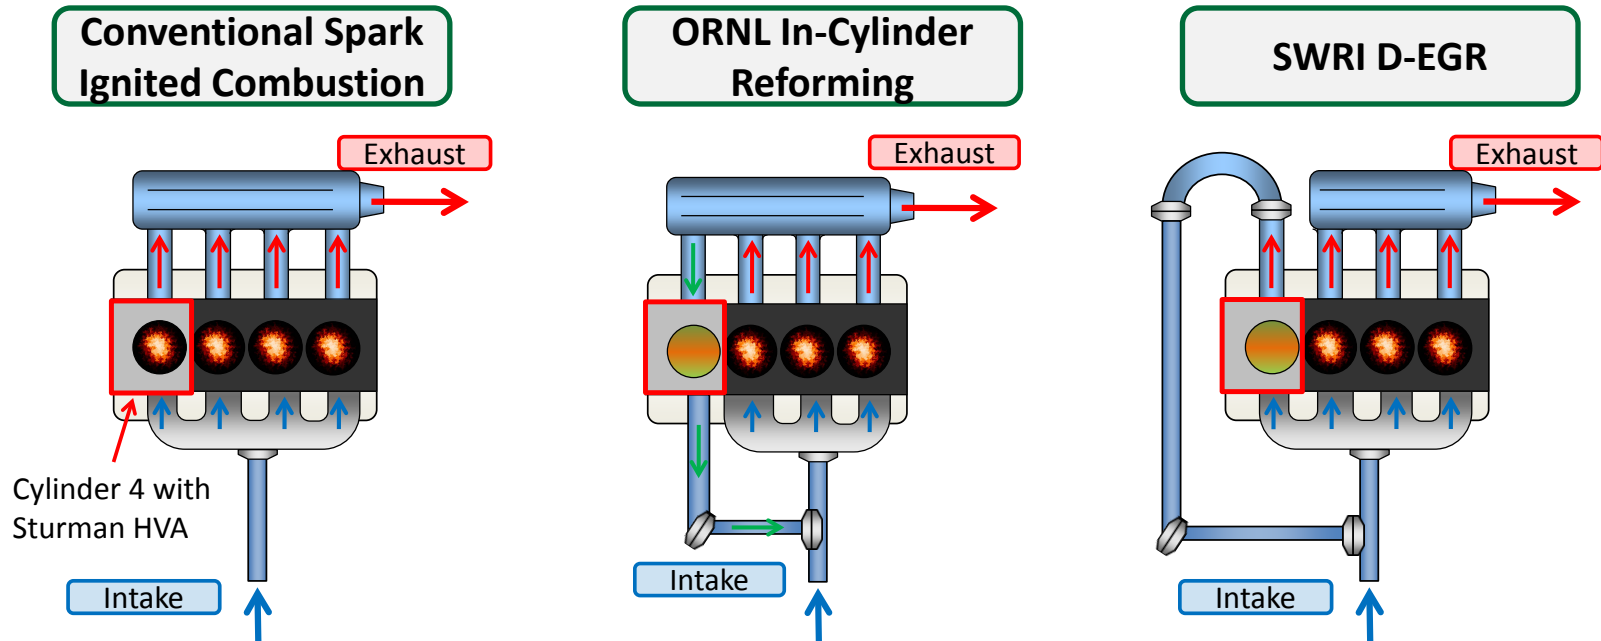 Conventional Spark
Ignited Combustion
Exhaust
Cylinder 4 with
Sturman HVA
Intake
ORNL In-Cylinder
Reforming
Exhaust
Intake
SWRI D-EGR
Exhaust
Intake